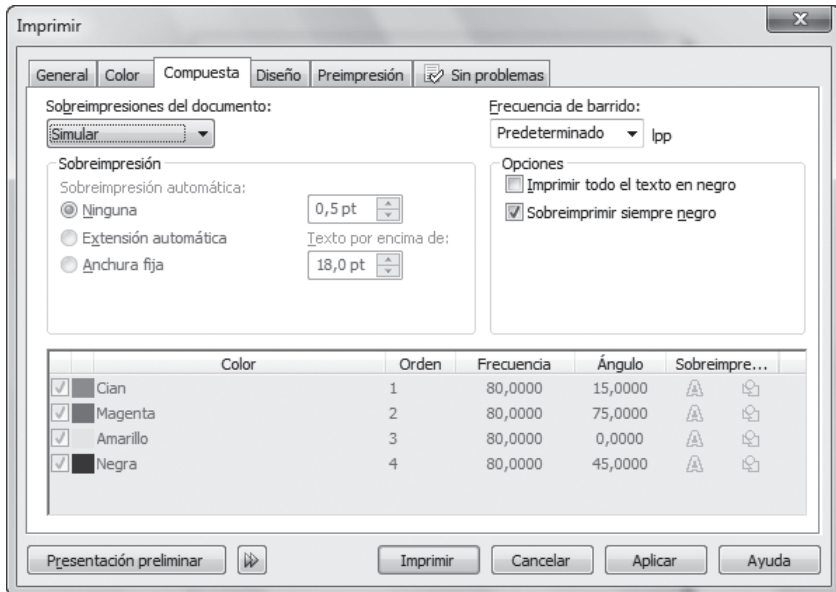 Imprimir
General Color Compuesta Diseño Preimpresión Sin problemas
Sobreimpresiones del documento: Frecuencia de barrido:
Simular Predeterminado lpp
Sobreimpresión Opciones
Sobreimpresión automática: Imprimir todo el texto en negro
Ninguna 0,5 pt Sobreimprimir siempre negro
Extensión automática Texto por encima de:
Anchura fija 18,0 pt
Color Orden Frecuencia Ángulo Sobreimpre...
Cian 1 80,0000 15,0000
Magenta 2 80,0000 75,0000
Amarillo 3 80,0000 0,0000
Negra 4 80,0000 45,0000
Presentación preliminar Imprimir Cancelar Aplicar Ayuda